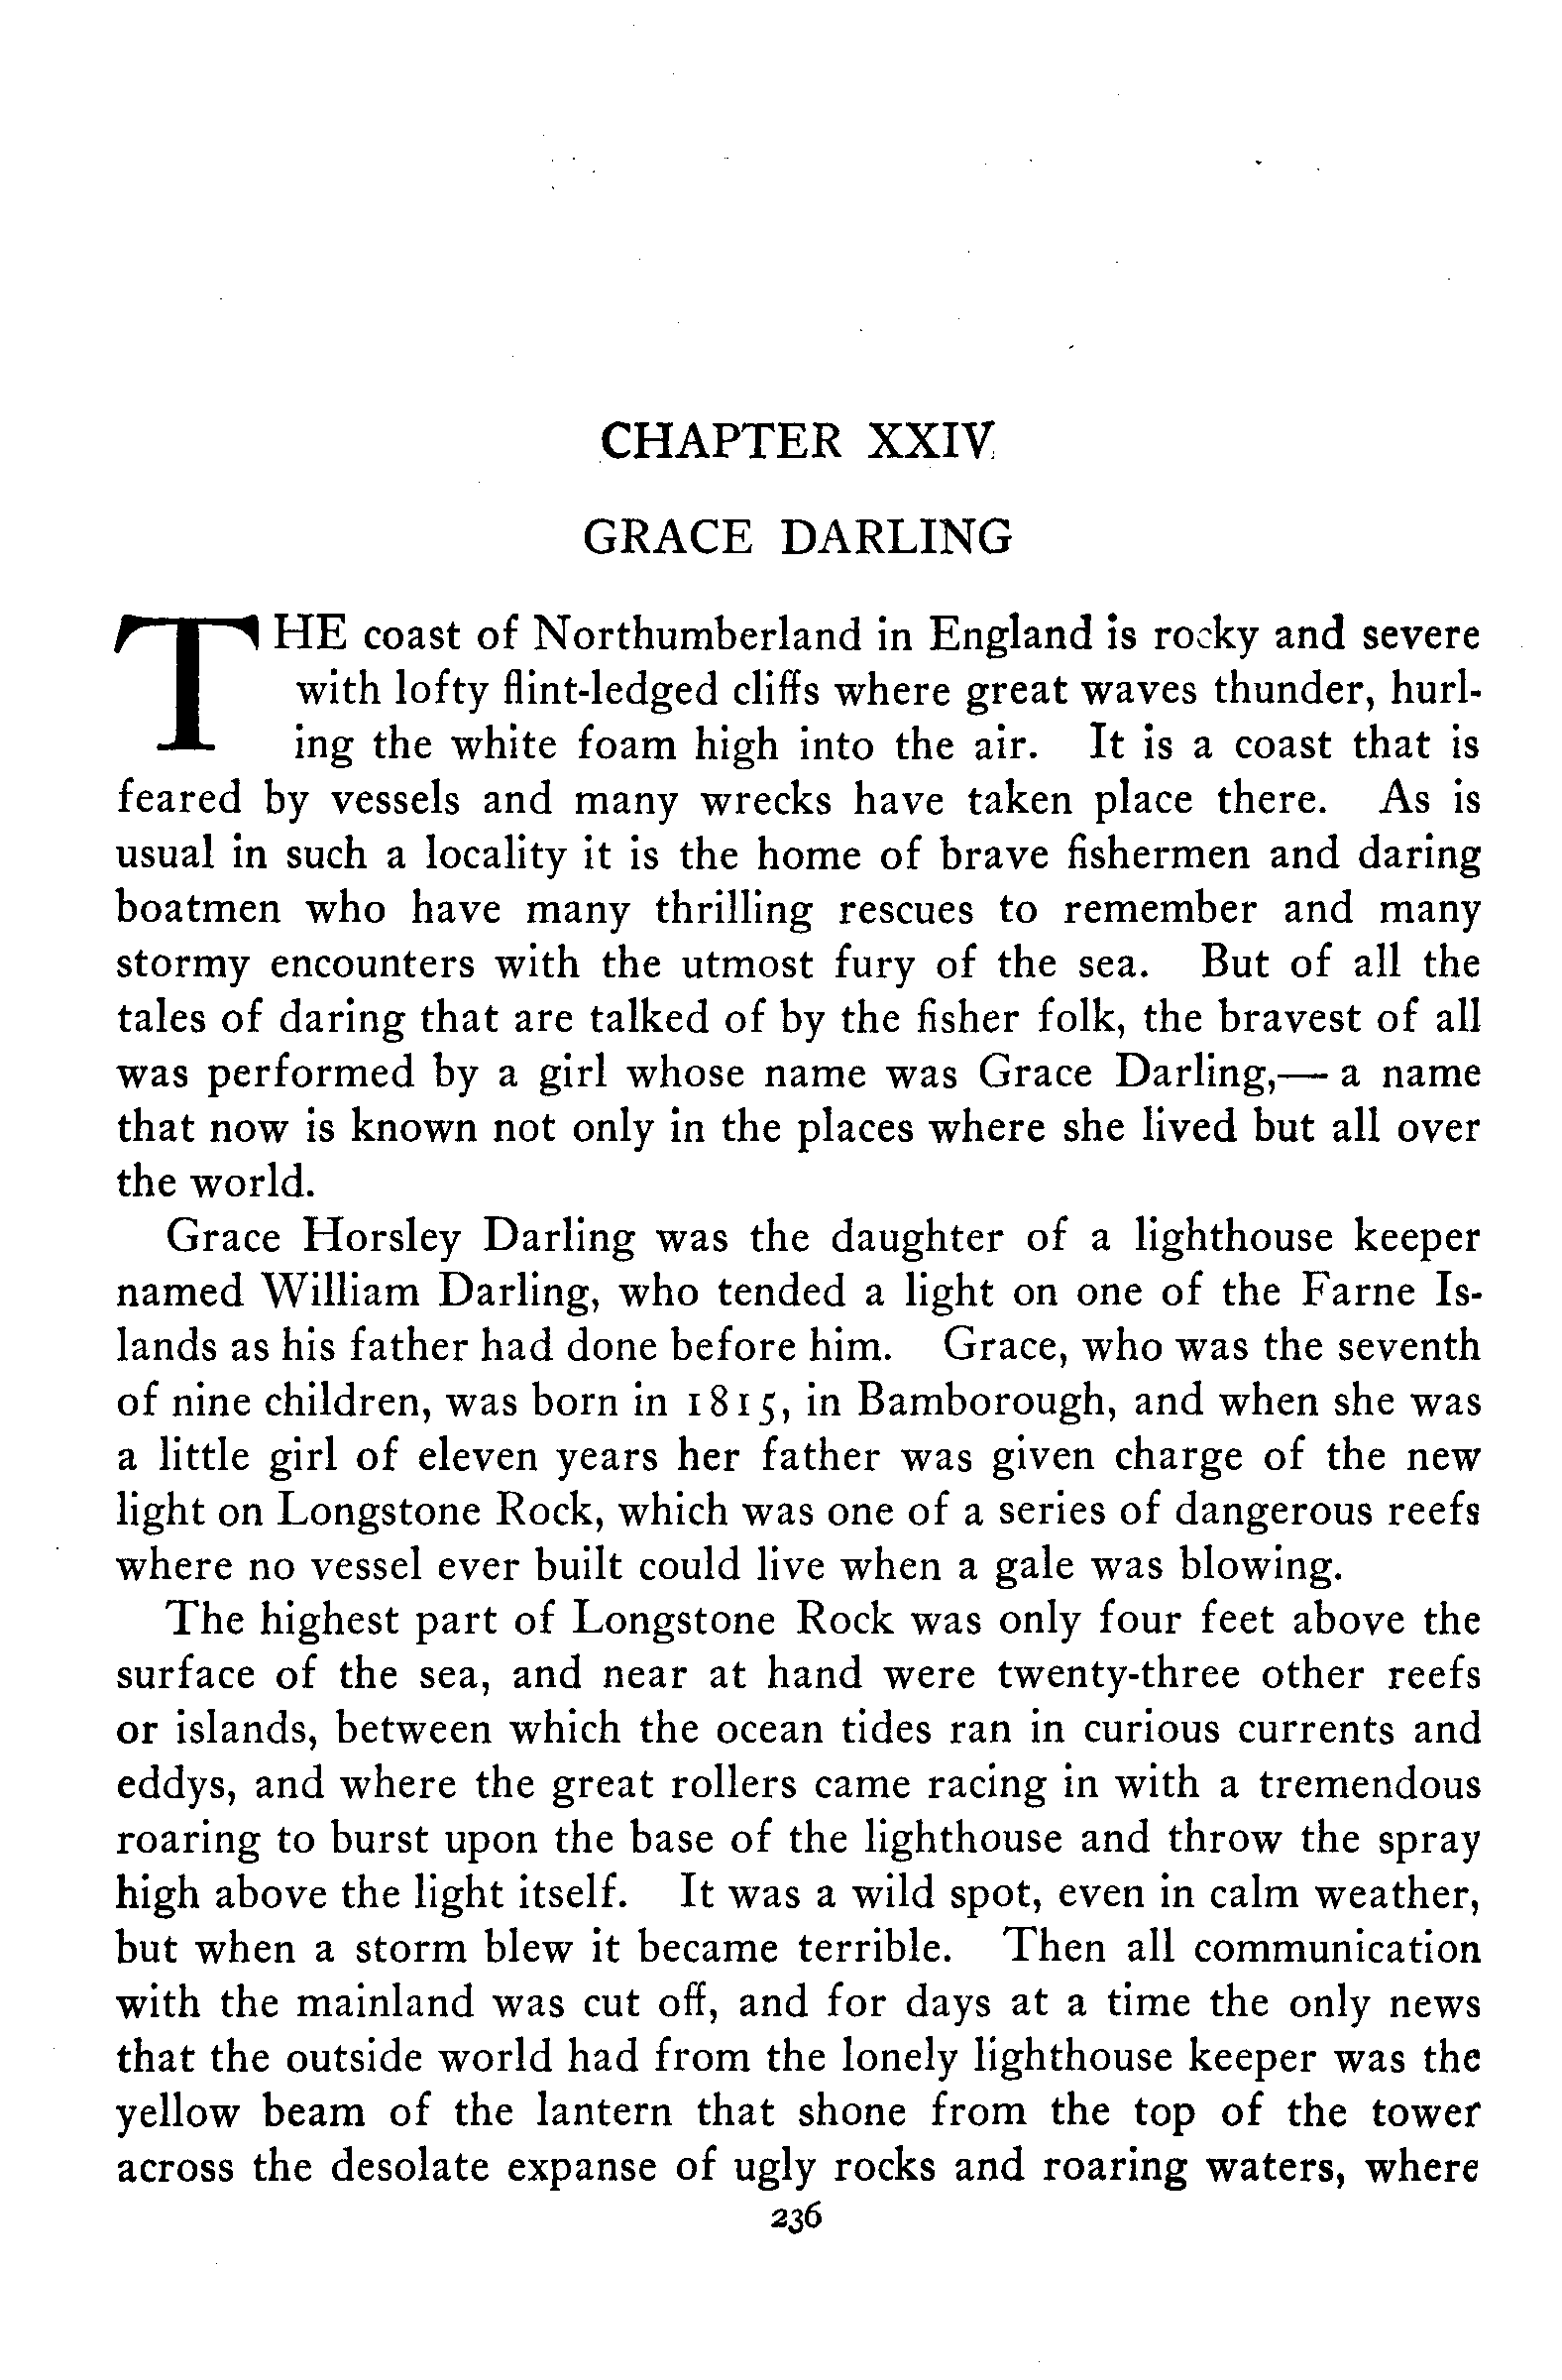 CHAPTER XXIV
GRACE DARLING
THE coast of Northumberland in England is rocky and severe
with lofty flint-ledged cliffs where great waves thunder, hurl-
ing the white foam high into the air. It is a coast that is
feared by vessels and many wrecks have taken place there. As is
usual in such a locality it is the home of brave fishermen and daring
boatmen who have many thrilling rescues to remember and many
stormy encounters with the utmost fury of the sea. But of all the
tales of daring that are talked of by the fisher folk, the bravest of all
was performed by a girl whose name was Grace Darling,— a name
that now is known not only in the places where she lived but all over
the world.
Grace Horsley Darling was the daughter of a lighthouse keeper
named William Darling, who tended a light on one of the Farne Is-
lands as his father had done before him. Grace, who was the seventh
of nine children, was born in 1815, in Bamborough, and when she was
a little girl of eleven years her father was given charge of the new
light on Longstone Rock, which was one of a series of dangerous reefs
where no vessel ever built could live when a gale was blowing.
The highest part of Longstone Rock was only four feet above the
surface of the sea, and near at hand were twenty-three other reefs
or islands, between which the ocean tides ran in curious currents and
eddys, and where the great rollers came racing in with a tremendous
roaring to burst upon the base of the lighthouse and throw the spray
high above the light itself. It was a wild spot, even in calm weather,
but when a storm blew it became terrible. Then all communication
with the mainland was cut off, and for days at a time the only news
that the outside world had from the lonely lighthouse keeper was the
yellow beam of the lantern that shone from the top of the tower
across the desolate expanse of ugly rocks and roaring waters, where
236